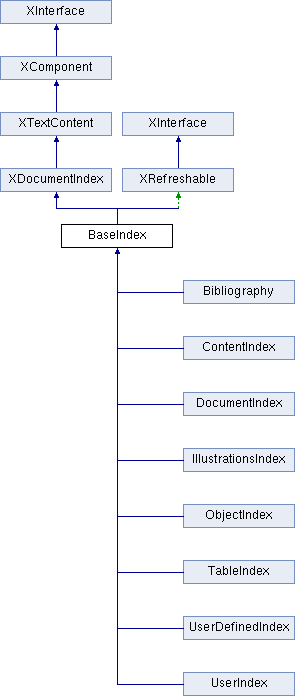 XInterface
XComponent
XTextContent
XInterface
XDocumentIndex
XRefreshable
BaseIndex
Bibliography
ContentIndex
DocumentIndex
IllustrationsIndex
ObjectIndex
TableIndex
UserDefinedIndex
UserIndex